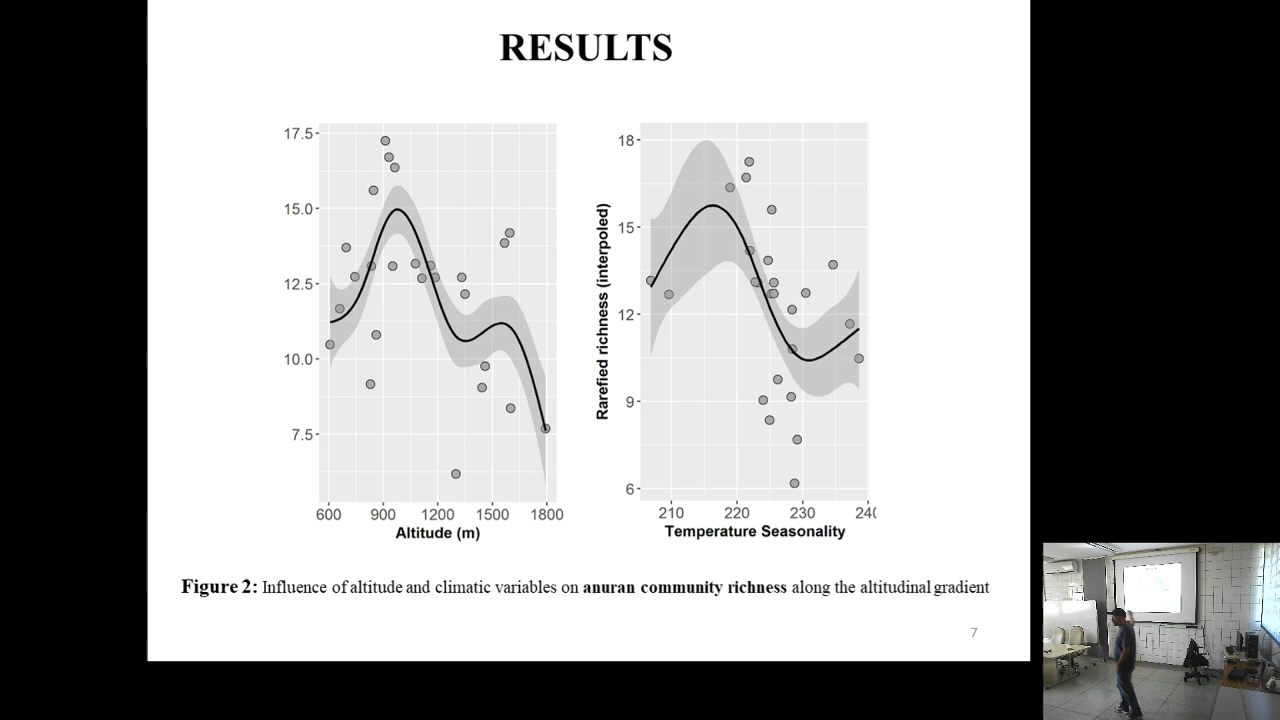 RESULTS
17.5
15.0
12.5
10.0
7.5
600 900 1200 1500 1800
Altitude (m)
Rarefied richness (interpoled)
18
15
12
9
6
210 220 230 240
Temperature Seasonality
Figure 2: Influence of altitude and climatic variables on anuran community richness along the altitudinal gradient
7